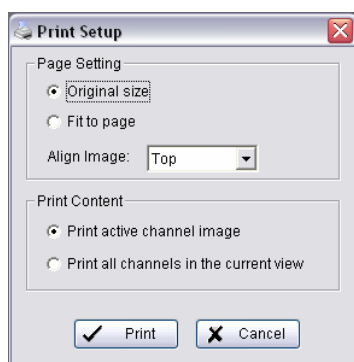 Print Setup
Page Setting
Original size
Fit to page
Align Image: Top
Print Content
Print active channel image
Print all channels in the current view
Print Cancel